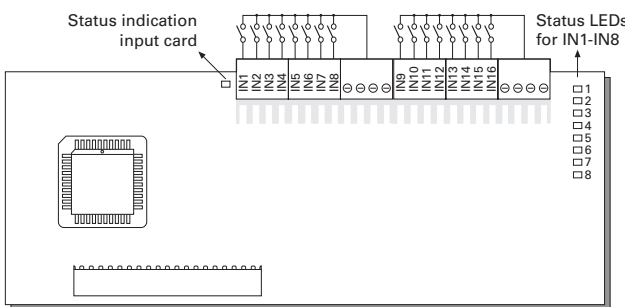 Status indication
input card
Status LEDs
for IN1-IN8
IN1
IN2
IN3
IN4
IN5
IN6
IN7
IN8
IN9
IN10
IN11
IN12
IN13
IN14
IN15
IN16
1
2
3
4
5
6
7
8